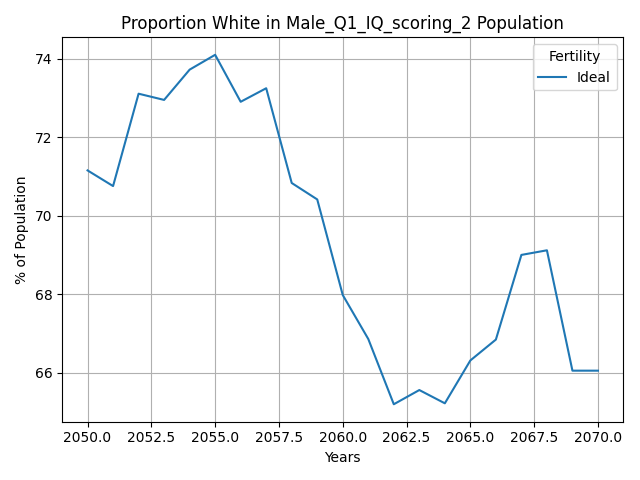 Proportion White in Male_Q1_IQ_scoring_2 Population
Fertility
Ideal
% of Population
74
72
70
68
66
2050.0 2052.5 2055.0 2057.5 2060.0 2062.5 2065.0 2067.5 2070.0
Years